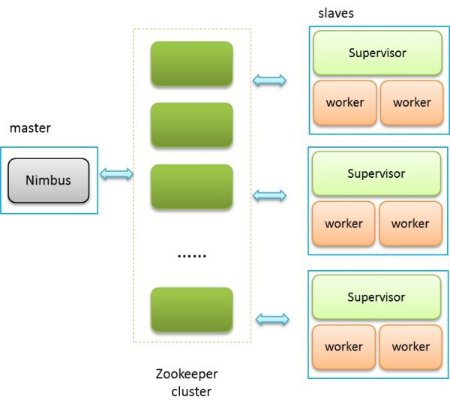 slaves
Supervisor
worker worker
master
Nimbus
Supervisor
worker worker
......
Supervisor
worker worker
Zookeeper
cluster